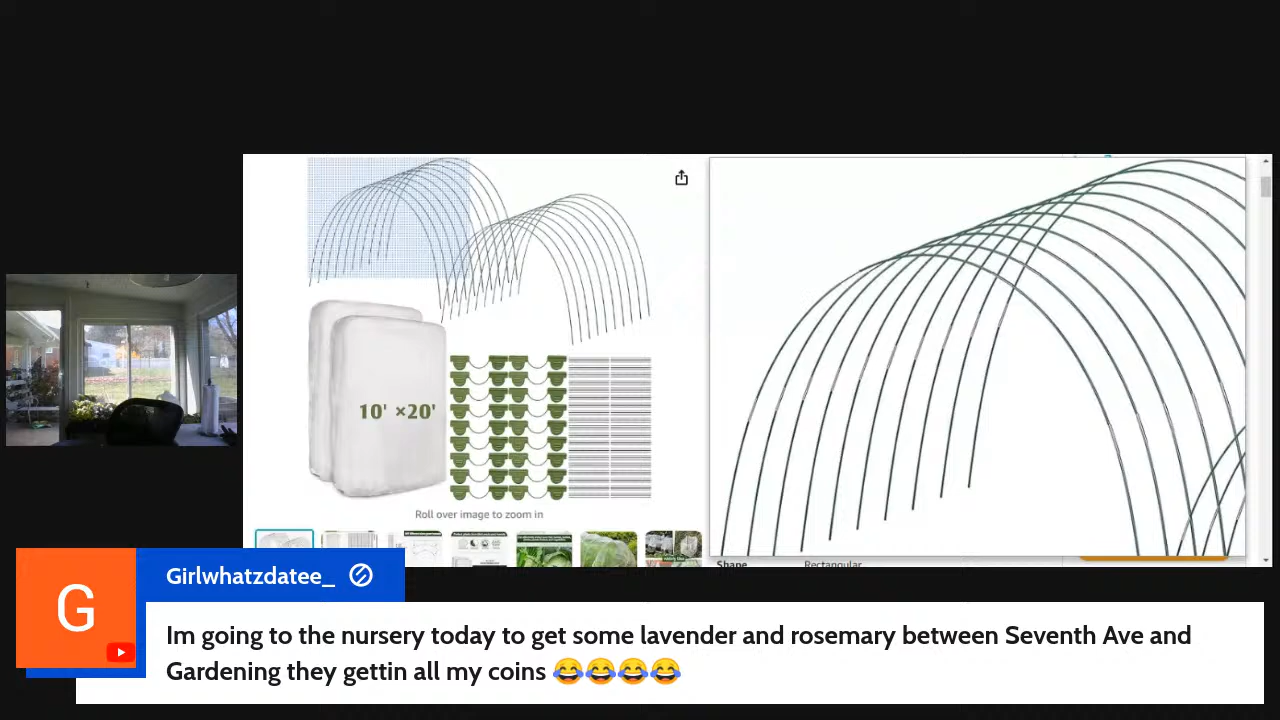 10' ×20'
Roll over image to zoom in
Shape Rectangular
G
Girlwhatzdatee_
Im going to the nursery today to get some lavender and rosemary between Seventh Ave and
Gardening they gettin all my coins 😂😂😂😂